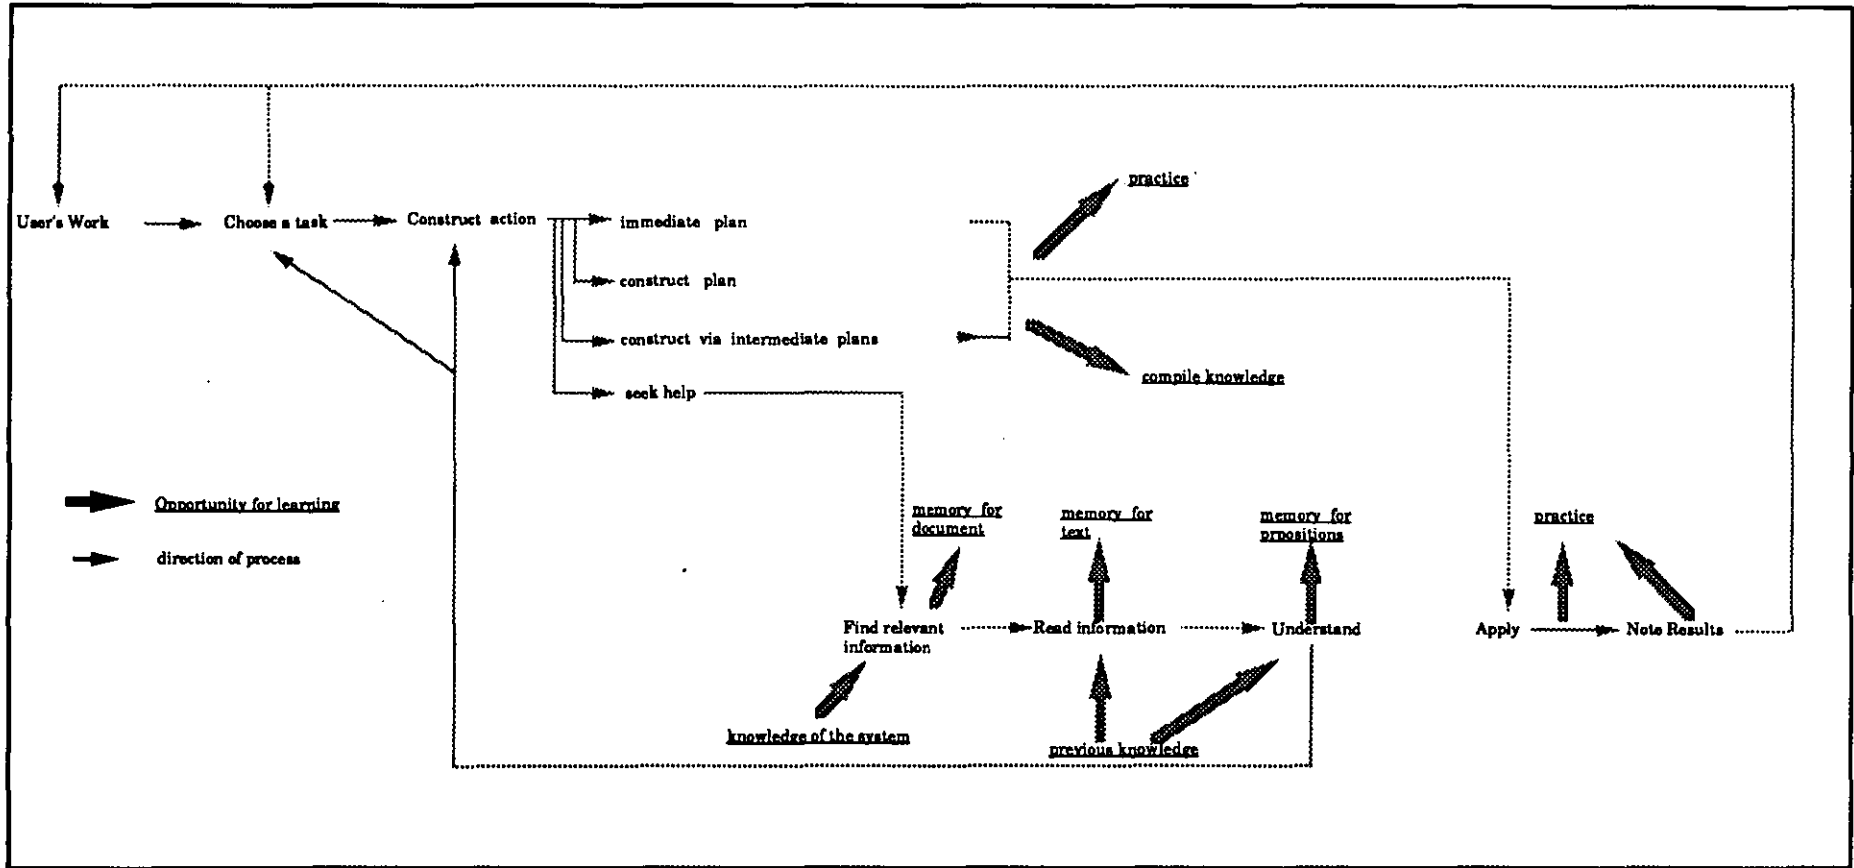 practice
User's Work
Choose a task
Construct action
immediate plan
construct plan
construct via intermediate plans
compile knowledge
seek help
Opportunity for learning
direction of process
memory for
document
memory for
text
memory for
prpositions
practice
Find relevant
information
Read information
Understand
Apply
Note Results
knowledge of the system
previous knowledge